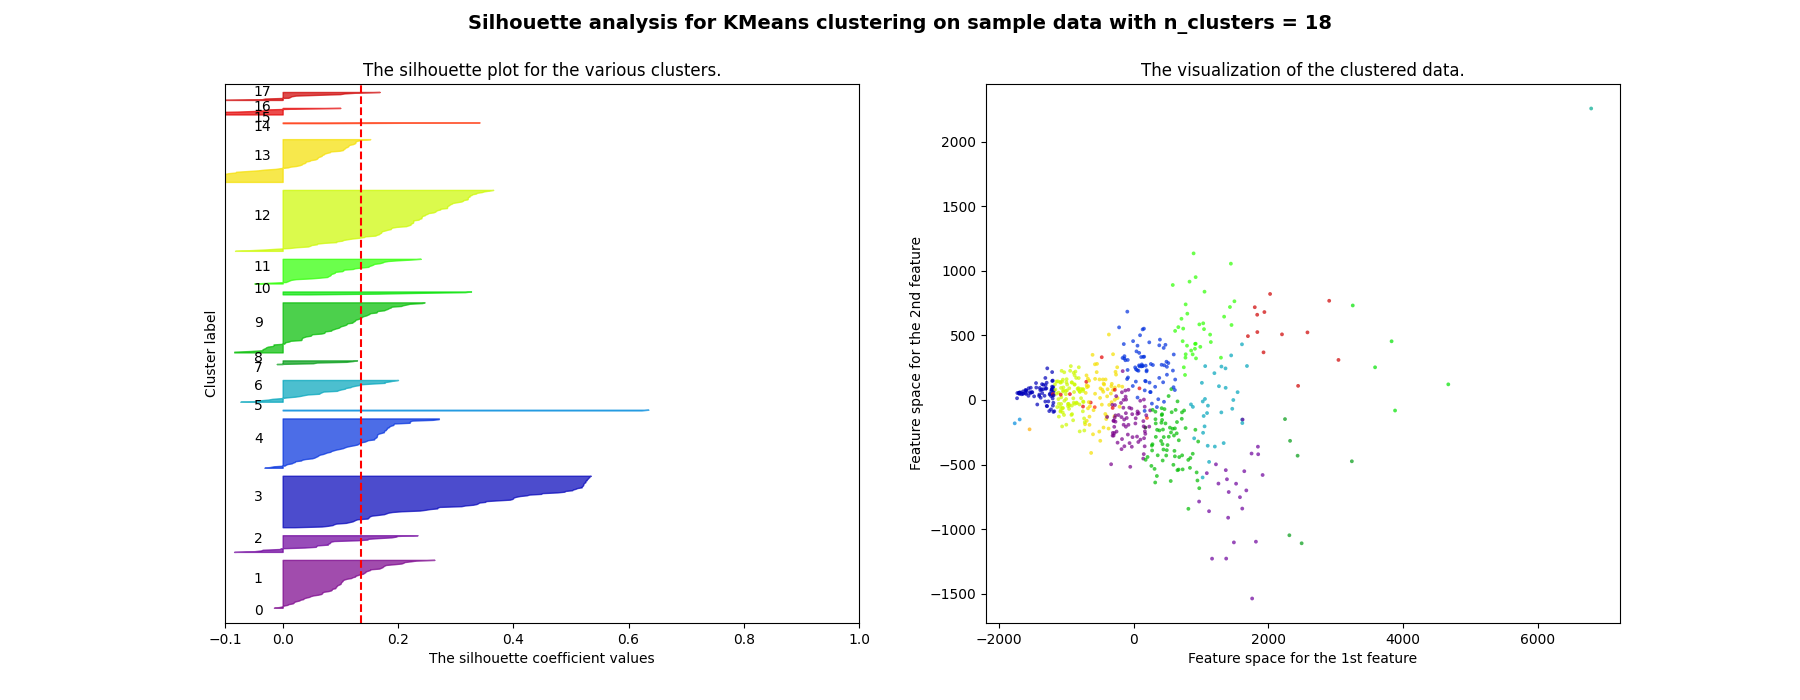 Silhouette analysis for KMeans clustering on sample data with n_clusters = 18
The silhouette plot for the various clusters.
17
16
15
14
13
12
11
10
9
8
7
6
5
4
3
2
1
0
Cluster label
−0.1 0.0 0.2 0.4 0.6 0.8 1.0
The silhouette coefficient values
The visualization of the clustered data.
2000
1500
1000
500
0
−500
−1000
−1500
Feature space for the 2nd feature
−2000 0 2000 4000 6000
Feature space for the 1st feature